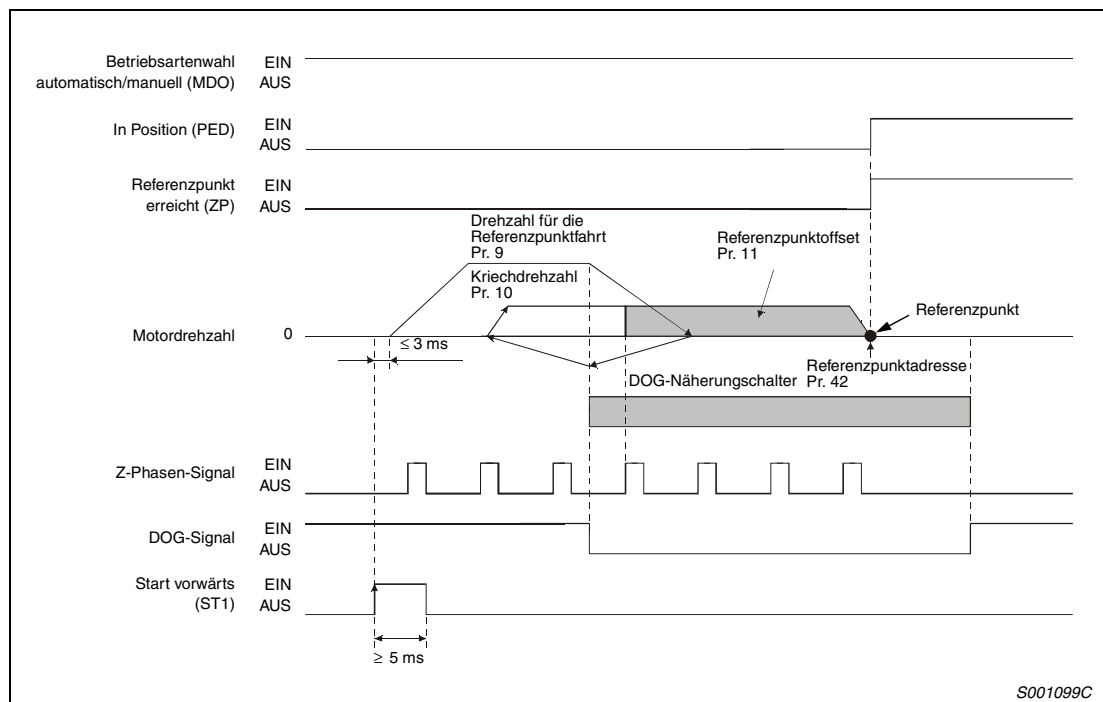 Betriebsartenwahl
automatisch/manuell (MDO)
EIN
AUS
In Position (PED)
EIN
AUS
Referenzpunkt
erreicht (ZP)
EIN
AUS
Drehzahl für die
Referenzpunktfahrt
Pr. 9
Kriechdrehzahl
Pr. 10
Referenzpunktoffset
Pr. 11
Referenzpunkt
Motordrehzahl
0
≤ 3 ms
Referenzpunktadresse
Pr. 42
DOG-Näherungschalter
Z-Phasen-Signal
EIN
AUS
DOG-Signal
EIN
AUS
Start vorwärts
(ST1)
EIN
AUS
≥ 5 ms
S001099C